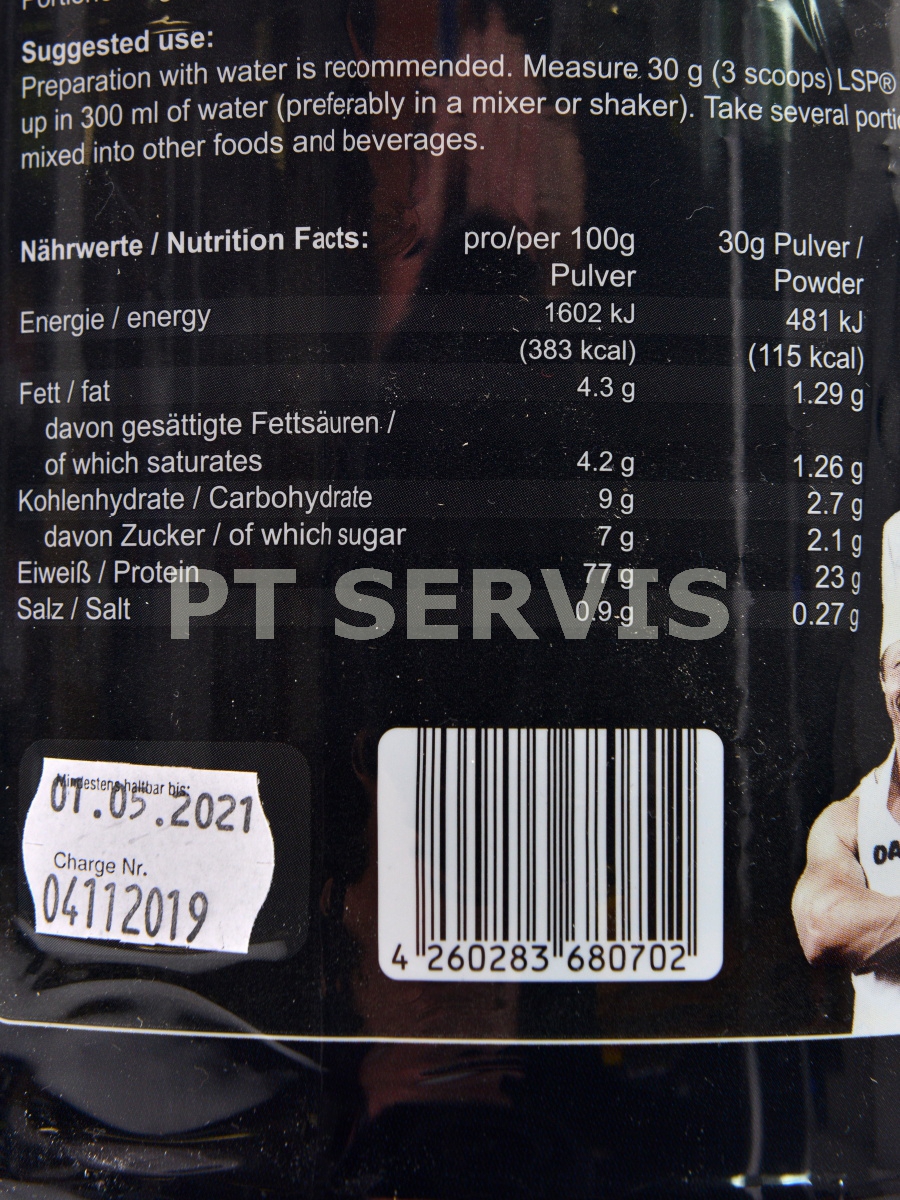 Suggested use:
Preparation with water is recommended. Measure 30 g (3 scoops) LSP®
up in 300 ml of water (preferably in a mixer or shaker). Take several
mixed into other foods and beverages.
Nährwerte / Nutrition Facts: pro/per 100g 30g Pulver /
Pulver Powder
Energie / energy 1602 kJ 481 kJ
(383 kcal) (115 kcal)
Fett / fat 4.3 g 1.29 g
davon gesättigte Fettsäuren /
of which saturates 4.2 g 1.26 g
Kohlenhydrate / Carbohydrate 9 g 2.7 g
davon Zucker / of which sugar 7 g 2.1 g
Eiweiß / Protein 77 g 23 g
Salz / Salt 0.9 g 0.27 g
PT SERVIS
Mindestens haltbar bis:
01.05.2021
Charge Nr.
04112019
4 260283 680702